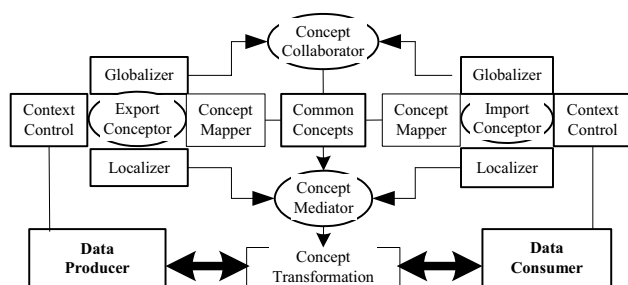 Concept
Collaborator
Globalizer
Globalizer
Context
Control
Export
Conceptor
Concept
Mapper
Common
Concepts
Concept
Mapper
Import
Conceptor
Context
Control
Localizer
Localizer
Concept
Mediator
Data
Producer
Concept
Transformation
Data
Consumer